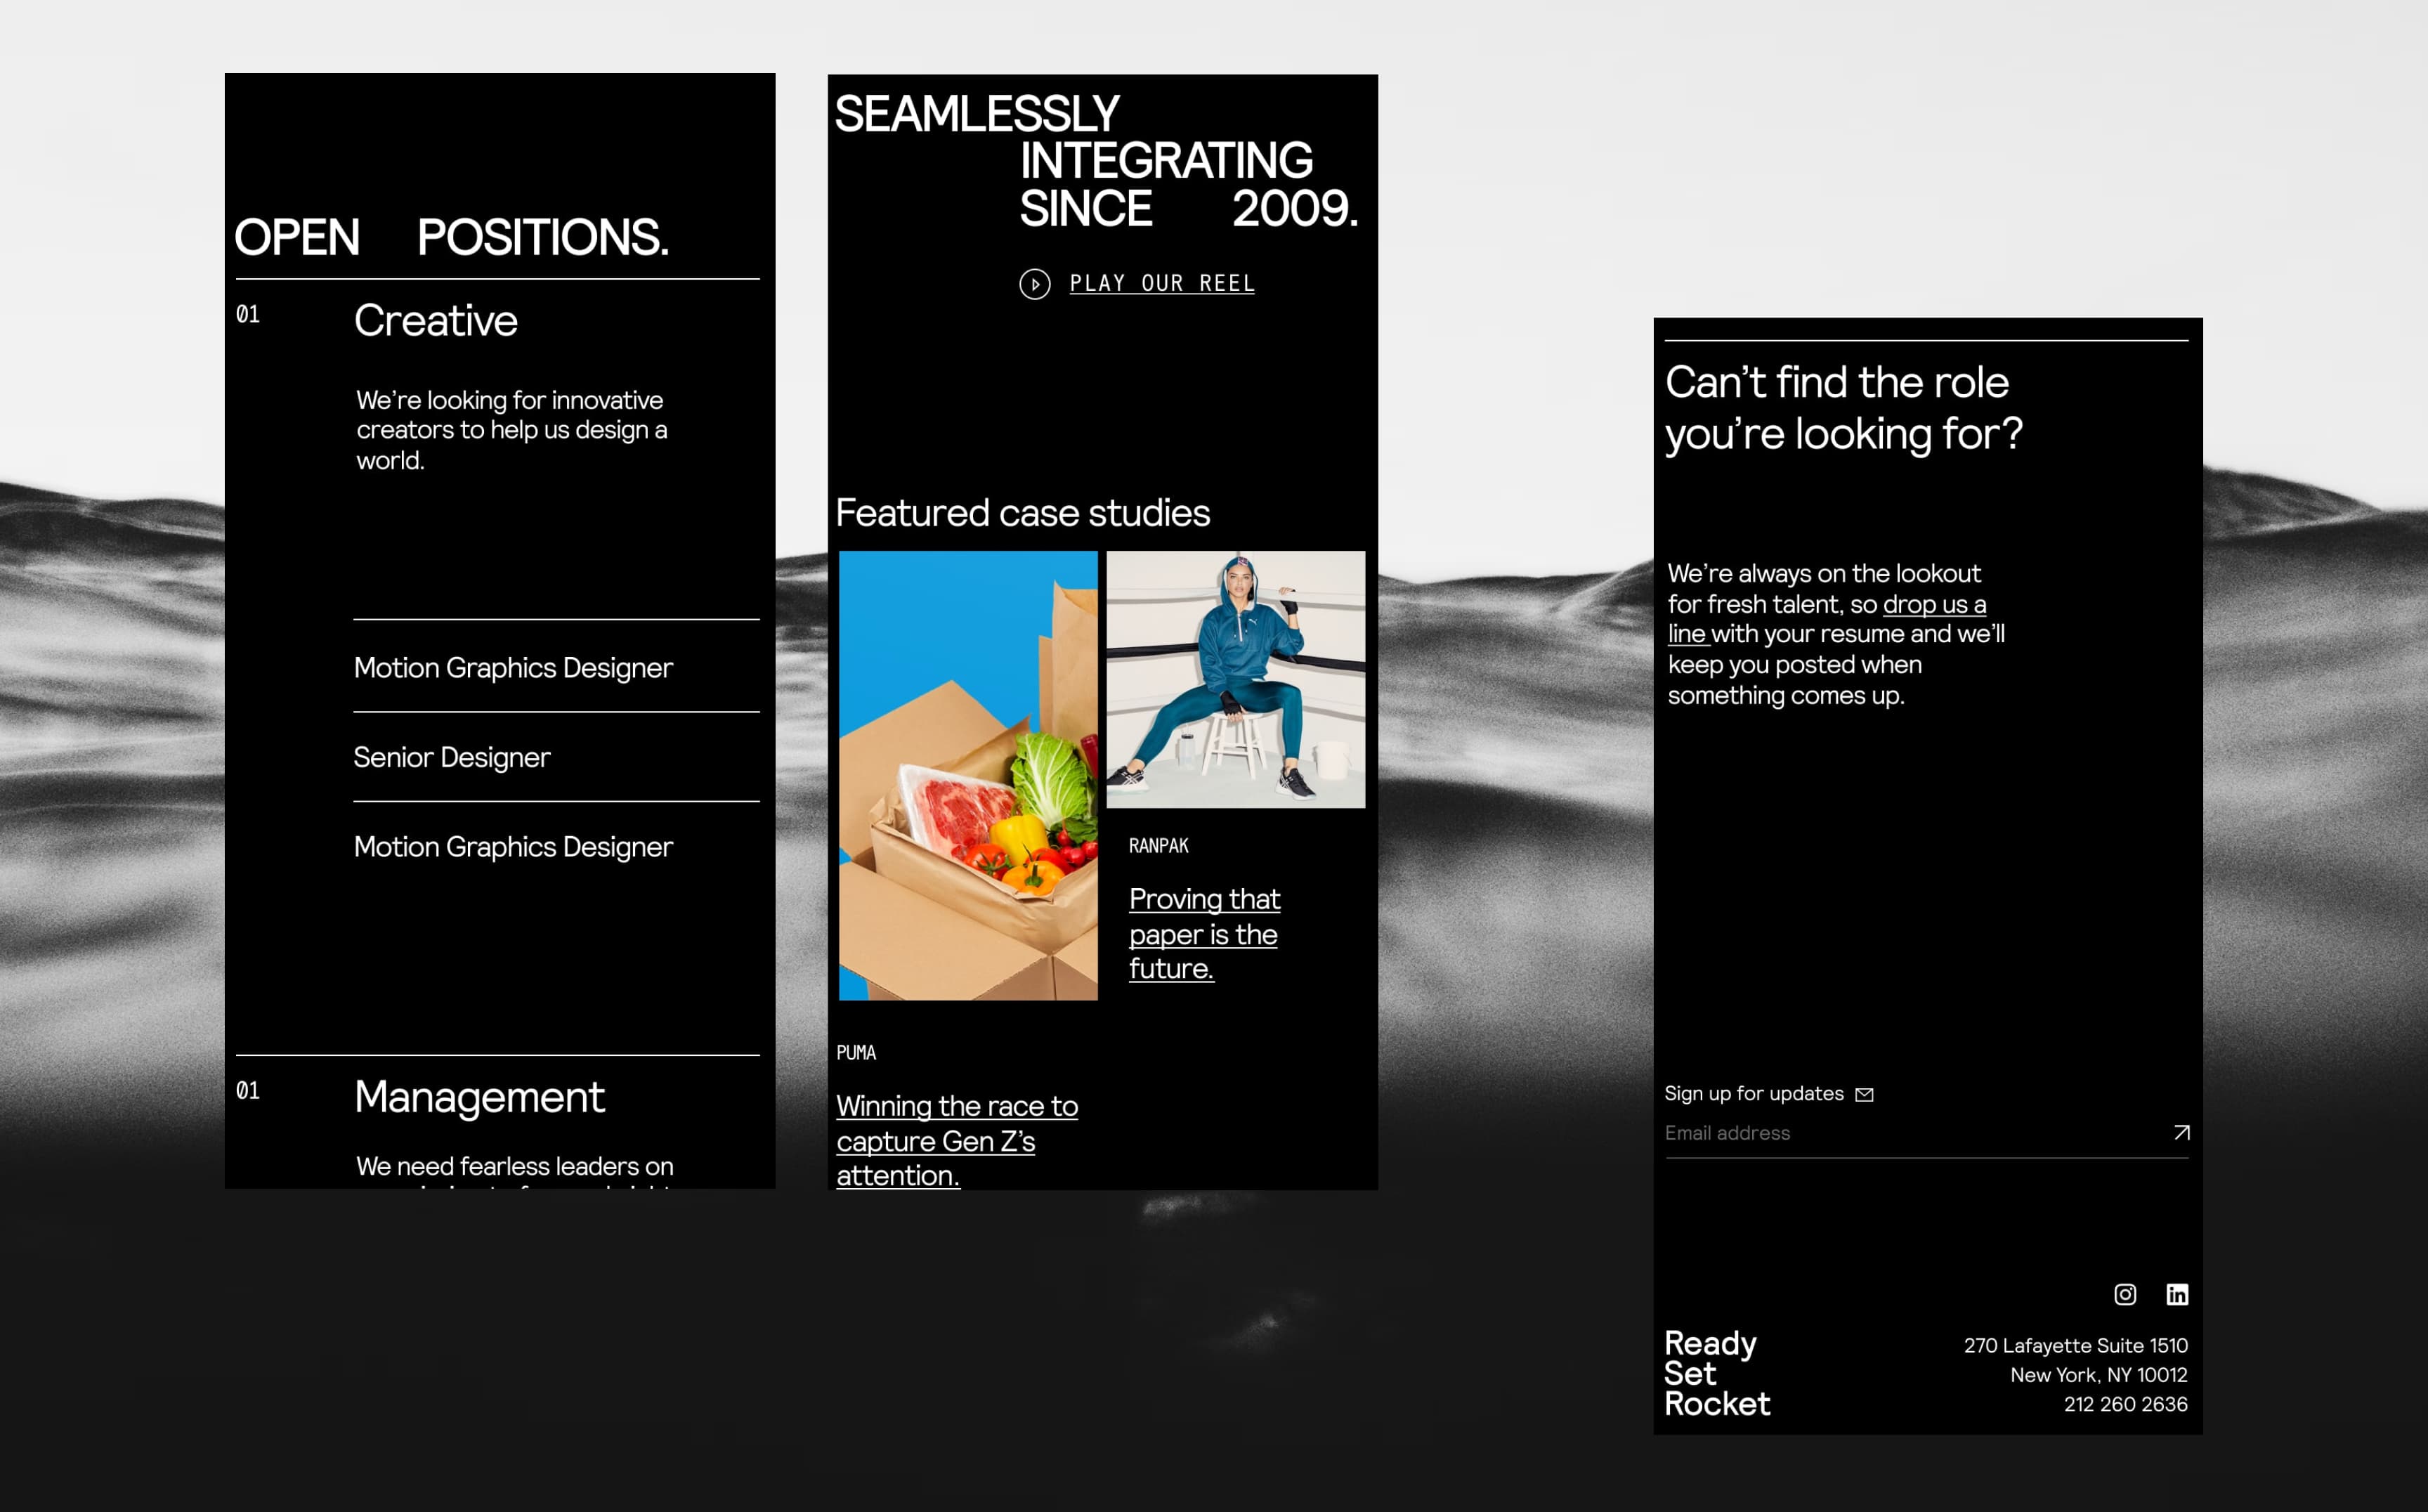 OPEN POSITIONS.
01
Creative
We're looking for innovative
creators to help us design a
world.
Motion Graphics Designer
Senior Designer
Motion Graphics Designer
01
Management
We need fearless leaders on
SEAMLESSLY
INTEGRATING
SINCE 2009.
PLAY OUR REEL
Featured case studies
RANPAK
Proving that
paper is the
future.
PUMA
Winning the race to
capture Gen Z's
attention.
Can't find the role
you're looking for?
We're always on the lookout
for fresh talent, so drop us a
line with your resume and we'll
keep you posted when
something comes up.
Sign up for updates
Email address
in
Ready
Set
Rocket
270 Lafayette Suite 1510
New York, NY 10012
212 260 2636